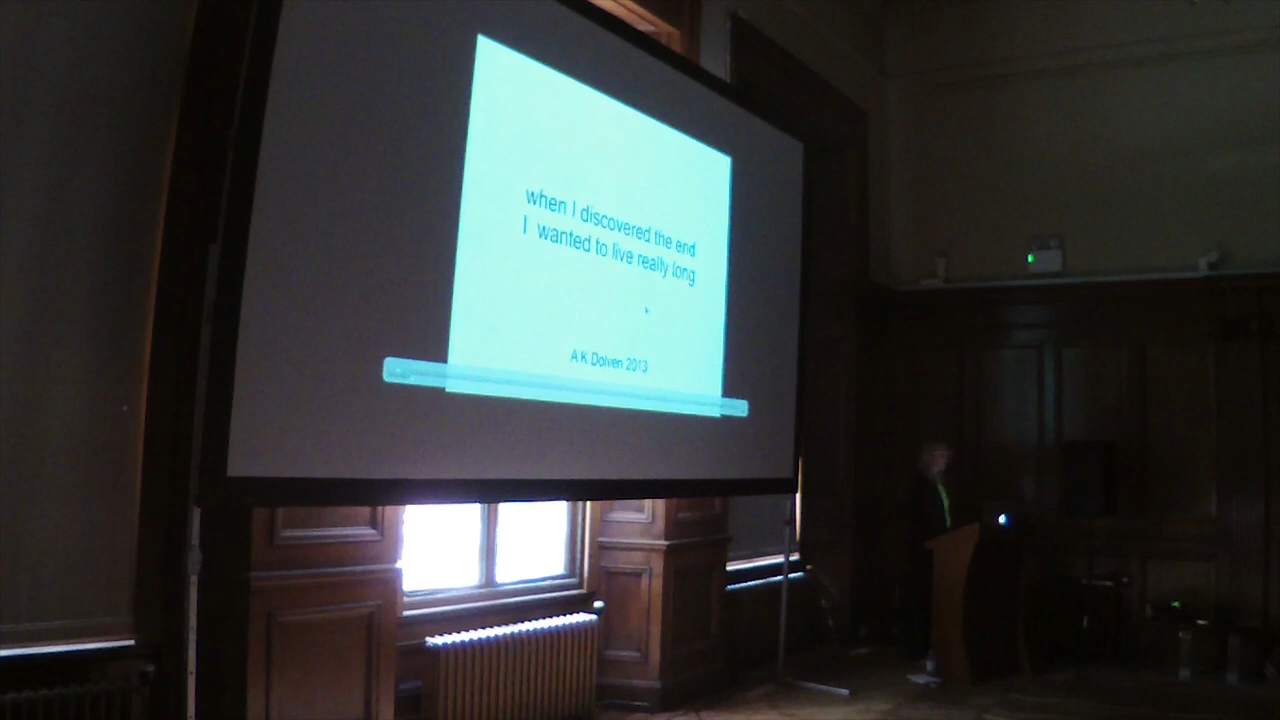 when I discovered the end
I wanted to live really long
A K Dolven 2013